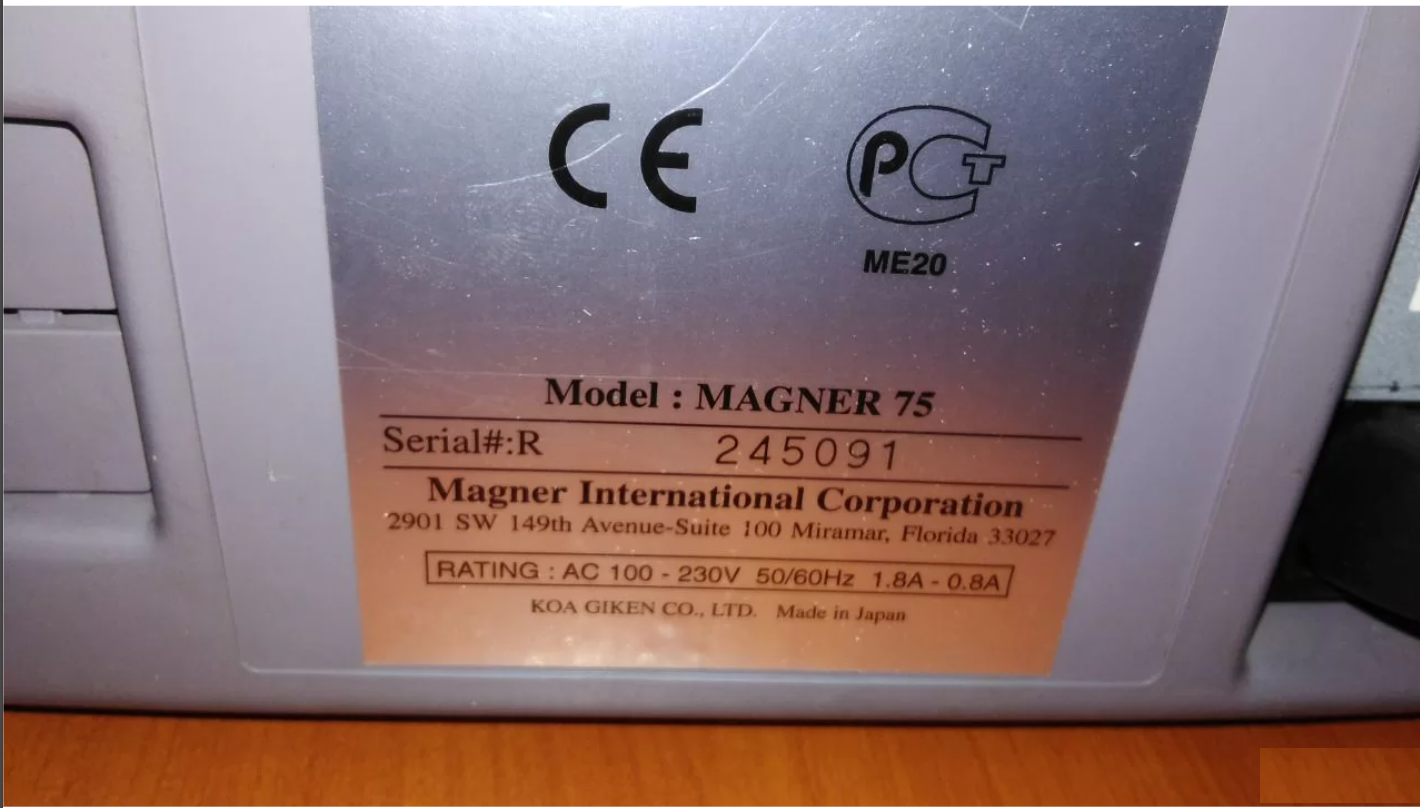 CE PCT
ME20
Model : MAGNER 75
Serial#:R 245091
Magner International Corporation
2901 SW 149th Avenue-Suite 100 Miramar, Florida 33027
RATING : AC 100 - 230V 50/60Hz 1.8A - 0.8A
KOA GIKEN CO., LTD. Made in Japan